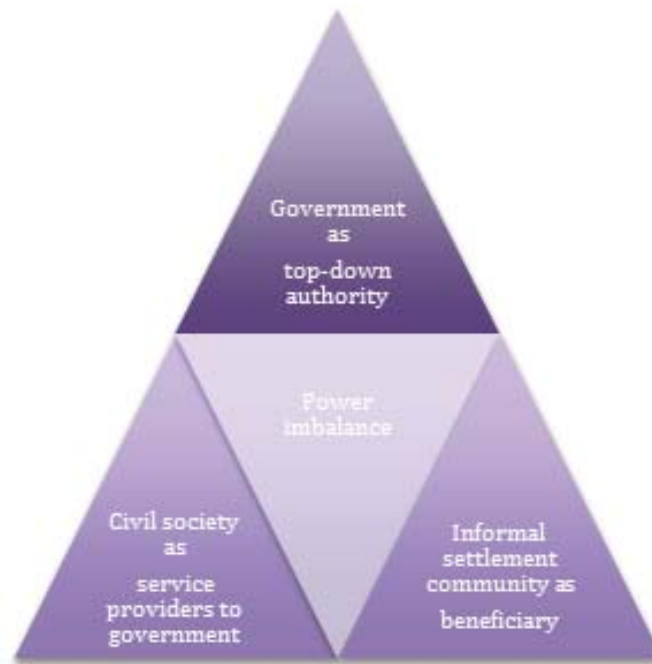 Government
as
top-down
authority
Power
imbalance
Civil society
as
service
providers to
government
Informal
settlement
community as
beneficiary